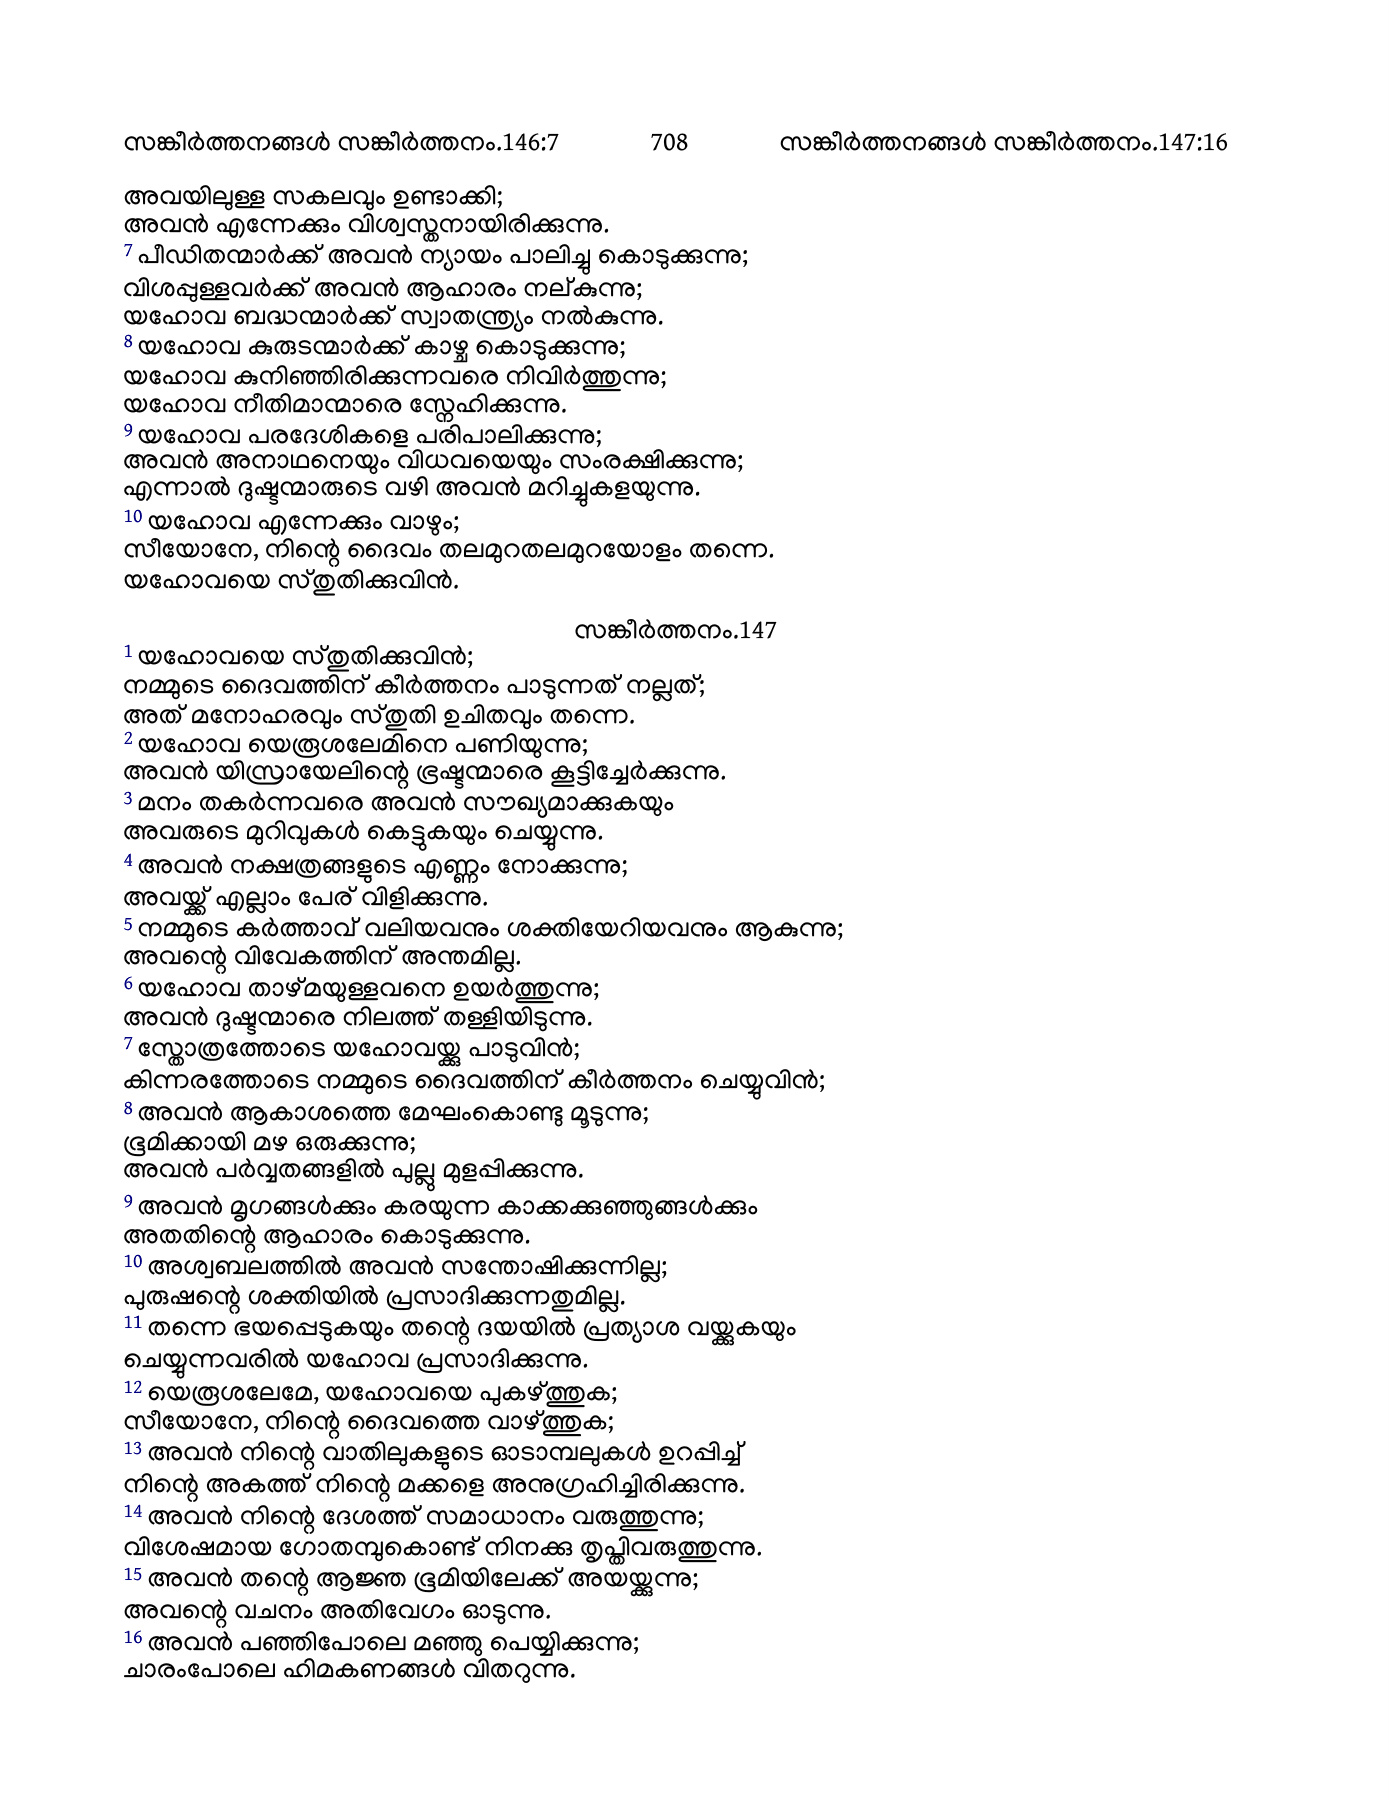 സങ്കീർത്തനങ്ങൾ സങ്കീർത്തനം.146:7 708 സങ്കീർത്തനങ്ങൾ സങ്കീർത്തനം.147:16
അവയിലുള്ള സകലവും ഉണ്ടാക്കി;
അവൻ എന്നേക്കും വിശ്വസ്തനായിരിക്കുന്നു.
7 പീഡിതന്മാർക്ക് അവൻ ന്യായം പാലിച്ചു കൊടുക്കുന്നു;
വിശപ്പുള്ളവർക്ക് അവൻ ആഹാരം നല്കുന്നു;
യഹോവ ബദ്ധന്മാർക്ക് സ്വാതന്ത്ര്യം നൽകുന്നു.
8 യഹോവ കുരുടന്മാർക്ക് കാഴ്ച കൊടുക്കുന്നു;
യഹോവ കുനിഞ്ഞിരിക്കുന്നവരെ നിവിർത്തുന്നു;
യഹോവ നീതിമാന്മാരെ സ്നേഹിക്കുന്നു.
9 യഹോവ പരദേശികളെ പരിപാലിക്കുന്നു;
അവൻ അനാഥനെയും വിധവയെയും സംരക്ഷിക്കുന്നു;
എന്നാൽ ദുഷ്ടന്മാരുടെ വഴി അവൻ മറിച്ചുകളയുന്നു.
10 യഹോവ എന്നേക്കും വാഴും;
സീയോനേ, നിന്റെ ദൈവം തലമുറതലമുറയോളം തന്നെ.
യഹോവയെ സ്തുതിക്കുവിൻ.
സങ്കീർത്തനം.147
1 യഹോവയെ സ്തുതിക്കുവിൻ;
നമ്മുടെ ദൈവത്തിന് കീർത്തനം പാടുന്നത് നല്ലത്;
അത് മനോഹരവും സ്തുതി ഉചിതവും തന്നെ.
2 യഹോവ യെരൂശലേമിനെ പണിയുന്നു;
അവൻ യിസ്രായേലിന്റെ ഭ്രഷ്ടന്മാരെ കൂട്ടിച്ചേർക്കുന്നു.
3 മനം തകർന്നവരെ അവൻ സൗഖ്യമാക്കുകയും
അവരുടെ മുറിവുകൾ കെട്ടുകയും ചെയ്യുന്നു.
4 അവൻ നക്ഷത്രങ്ങളുടെ എണ്ണം നോക്കുന്നു;
അവയ്ക്ക് എല്ലാം പേര് വിളിക്കുന്നു.
5 നമ്മുടെ കർത്താവ് വലിയവനും ശക്തിയേറിയവനും ആകുന്നു;
അവന്റെ വിവേകത്തിന് അന്തമില്ല.
6 യഹോവ താഴ്മയുള്ളവനെ ഉയർത്തുന്നു;
അവൻ ദുഷ്ടന്മാരെ നിലത്ത് തള്ളിയിടുന്നു.
7 സ്തോത്രത്തോടെ യഹോവയ്ക്കു പാടുവിൻ;
കിന്നരത്തോടെ നമ്മുടെ ദൈവത്തിന് കീർത്തനം ചെയ്യുവിൻ;
8 അവൻ ആകാശത്തെ മേഘംകൊണ്ടു മൂടുന്നു;
ഭൂമിക്കായി മഴ ഒരുക്കുന്നു;
അവൻ പർവ്വതങ്ങളിൽ പുല്ലു മുളപ്പിക്കുന്നു.
9 അവൻ മൃഗങ്ങൾക്കും കരയുന്ന കാക്കക്കുഞ്ഞുങ്ങൾക്കും
അതതിന്റെ ആഹാരം കൊടുക്കുന്നു.
10 അശ്വബലത്തിൽ അവൻ സന്തോഷിക്കുന്നില്ല;
പുരുഷന്റെ ശക്തിയിൽ പ്രസാദിക്കുന്നതുമില്ല.
11 തന്നെ ഭയപ്പെടുകയും തന്റെ ദയയിൽ പ്രത്യാശ വയ്ക്കുകയും
ചെയ്യുന്നവരിൽ യഹോവ പ്രസാദിക്കുന്നു.
12 യെരൂശലേമേ, യഹോവയെ പുകഴ്ത്തുക;
സീയോനേ, നിന്റെ ദൈവത്തെ വാഴ്ത്തുക;
13 അവൻ നിന്റെ വാതിലുകളുടെ ഓടാമ്പലുകൾ ഉറപ്പിച്ച്
നിന്റെ അകത്ത് നിന്റെ മക്കളെ അനുഗ്രഹിച്ചിരിക്കുന്നു.
14 അവൻ നിന്റെ ദേശത്ത് സമാധാനം വരുത്തുന്നു;
വിശേഷമായ ഗോതമ്പുകൊണ്ട് നിനക്കു തൃപ്തിവരുത്തുന്നു.
15 അവൻ തന്റെ ആജ്ഞ ഭൂമിയിലേക്ക് അയയ്ക്കുന്നു;
അവന്റെ വചനം അതിവേഗം ഓടുന്നു.
16 അവൻ പഞ്ഞിപോലെ മഞ്ഞു പെയ്യിക്കുന്നു;
ചാരംപോലെ ഹിമകണങ്ങൾ വിതറുന്നു.